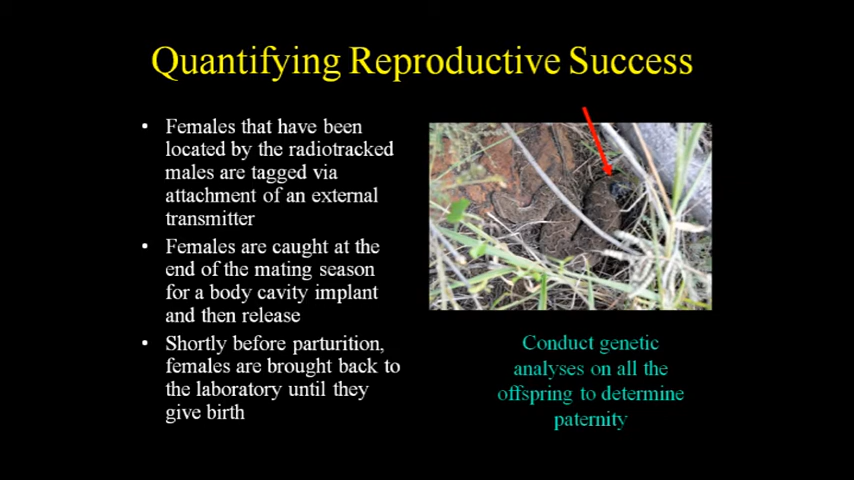 Quantifying Reproductive Success
• Females that have been
located by the radiotracked
males are tagged via
attachment of an external
transmitter
• Females are caught at the
end of the mating season
for a body cavity implant
and then release
• Shortly before parturition,
females are brought back to
the laboratory until they
give birth
Conduct genetic
analyses on all the
offspring to determine
paternity